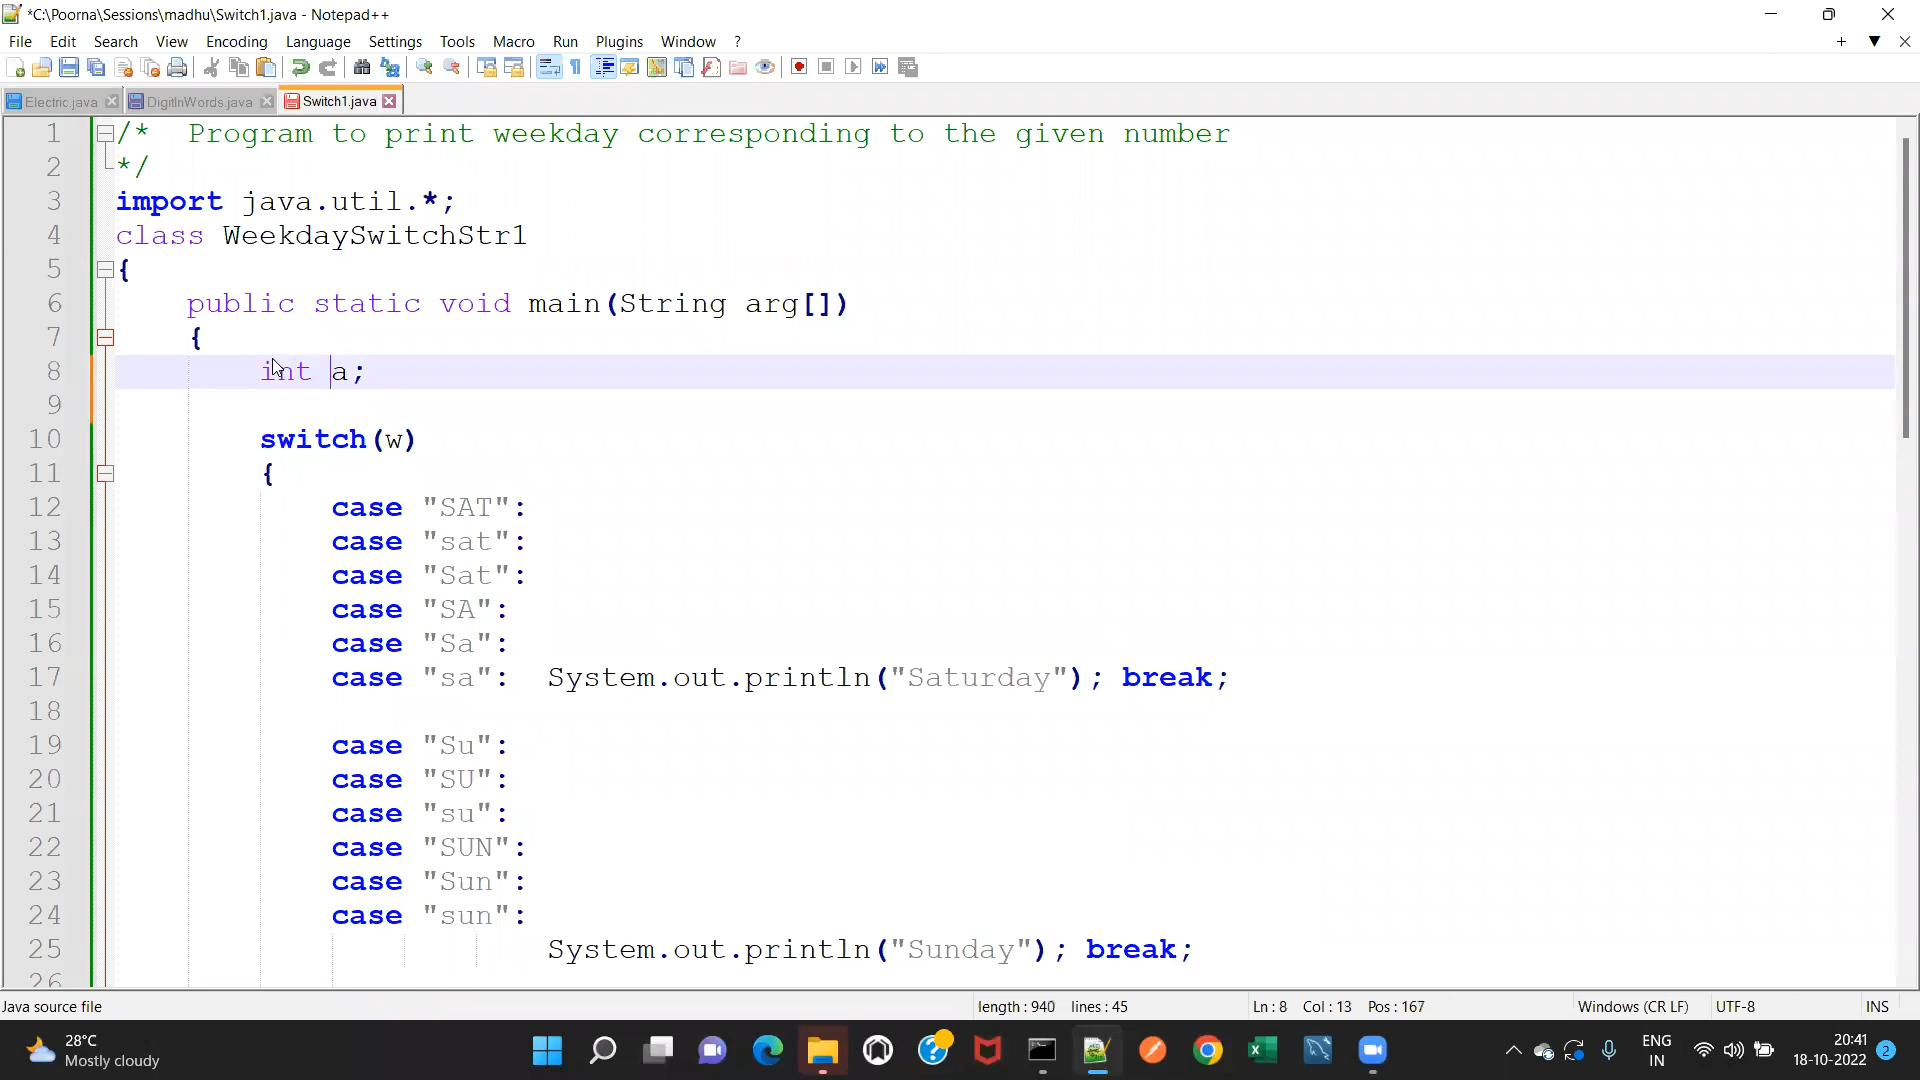 *C:\Poorna\Sessions\madhu\Switch1.java - Notepad++
File Edit Search View Encoding Language Settings Tools Macro Run Plugins Window ?
Electric.java DigitInWords.java Switch1.java
1 /*  Program to print weekday corresponding to the given number
2 */
3 import java.util.*;
4 class WeekdaySwitchStr1
5 {
6 public static void main(String arg[])
7 {
8 int a;
9
10 switch(w)
11 {
12 case "SAT":
13 case "sat":
14 case "Sat":
15 case "SA":
16 case "Sa":
17 case "sa":  System.out.println("Saturday"); break;
18
19 case "Su":
20 case "SU":
21 case "su":
22 case "SUN":
23 case "Sun":
24 case "sun":
25 System.out.println("Sunday"); break;
26
Java source file length : 940 lines : 45 Ln : 8 Col : 13 Pos : 167 Windows (CR LF) UTF-8 INS
28°C
Mostly cloudy
ENG
IN
20:41
18-10-2022 2